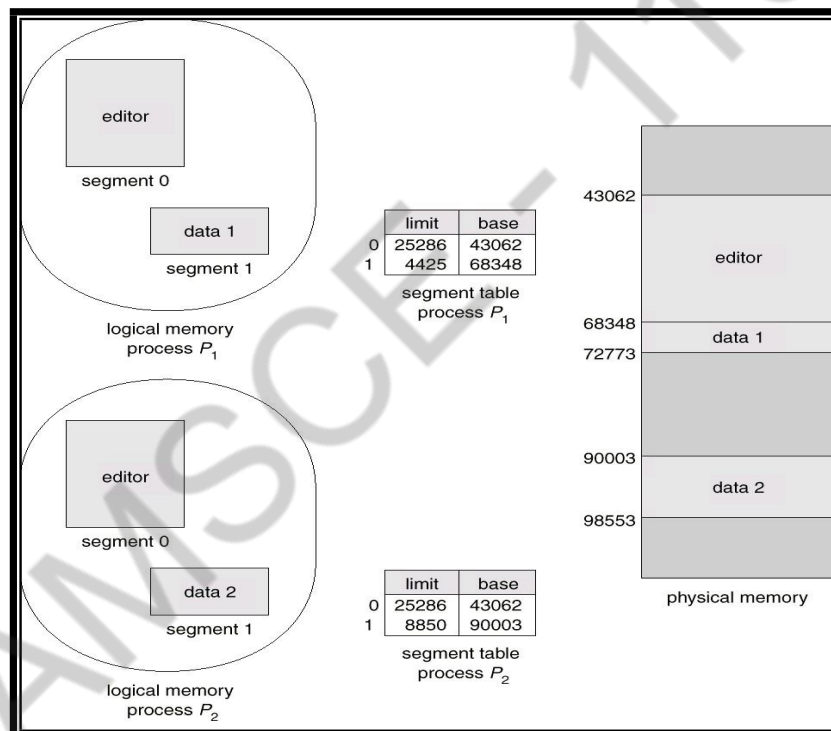 editor
segment 0
data 1
segment 1
logical memory
process P1
limit base
0 25286 43062
1 4425 68348
segment table
process P1
editor
segment 0
data 2
segment 1
logical memory
process P2
limit base
0 25286 43062
1 8850 90003
segment table
process P2
43062
editor
68348
data 1
72773
90003
data 2
98553
physical memory